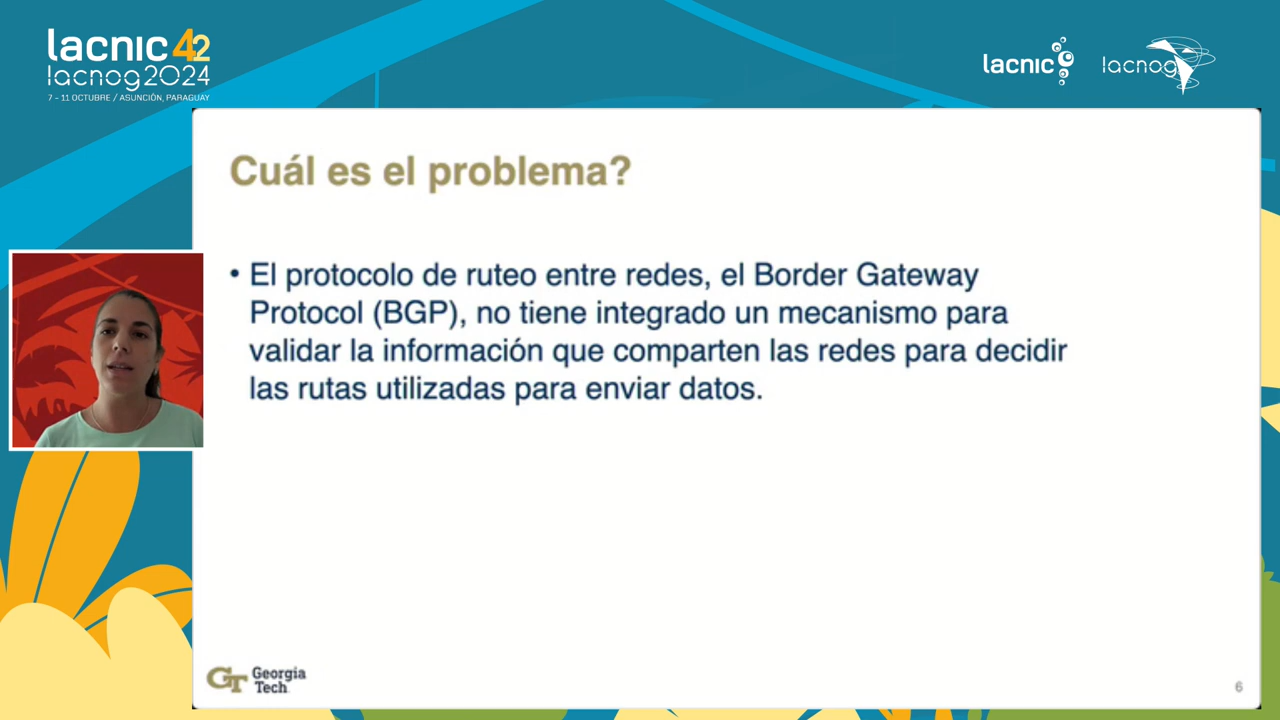 lacnic 42
lacnog2024
7 - 11 OCTUBRE / ASUNCIÓN, PARAGUAY
lacnic
lacnog
Cuál es el problema?
• El protocolo de ruteo entre redes, el Border Gateway
Protocol (BGP), no tiene integrado un mecanismo para
validar la información que comparten las redes para decidir
las rutas utilizadas para enviar datos.
GT Georgia
Tech
6